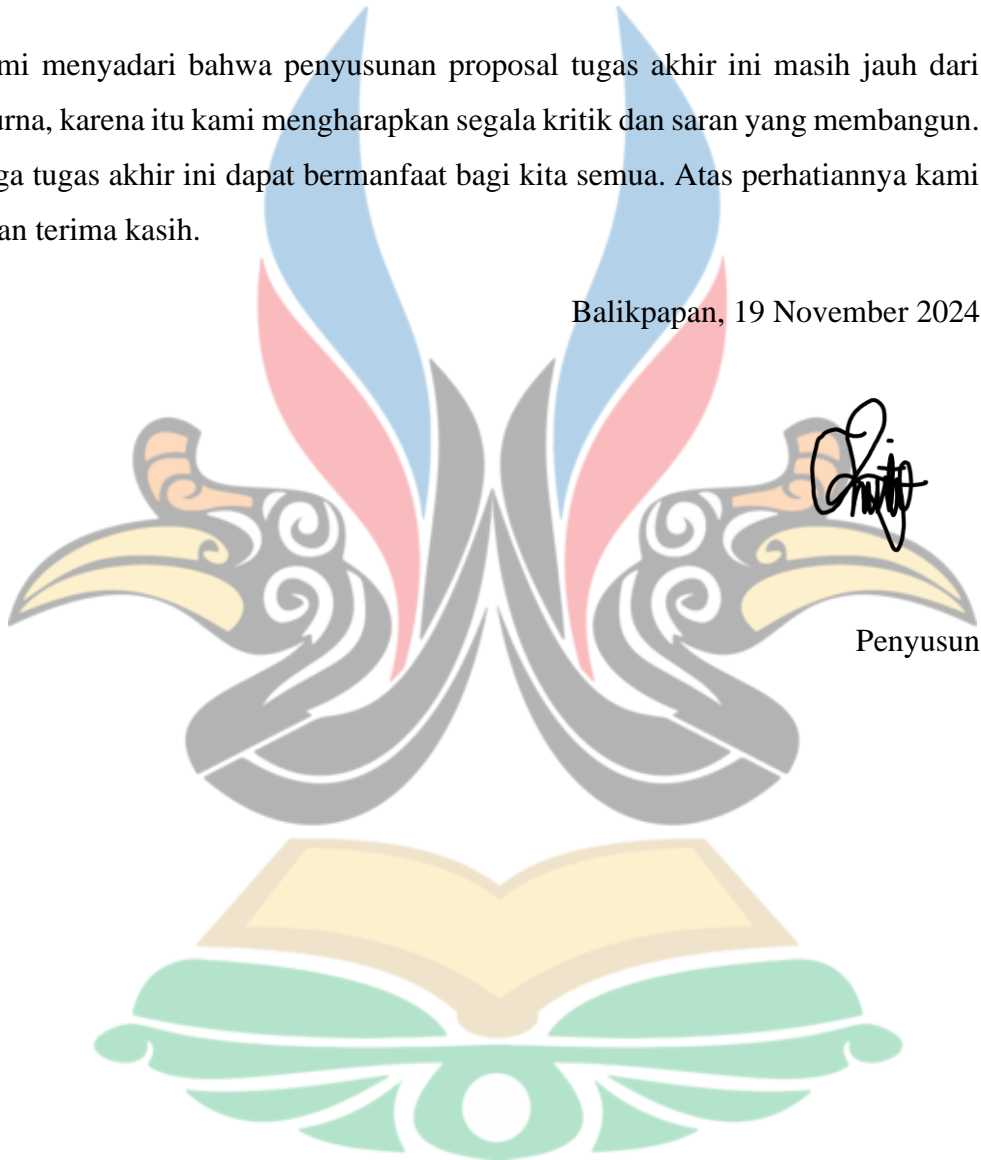 mi menyadari bahwa penyusunan proposal tugas akhir ini masih jauh dari
urna, karena itu kami mengharapkan segala kritik dan saran yang membangun.
ga tugas akhir ini dapat bermanfaat bagi kita semua. Atas perhatiannya kami
an terima kasih.
Balikpapan, 19 November 2024
Penyusun